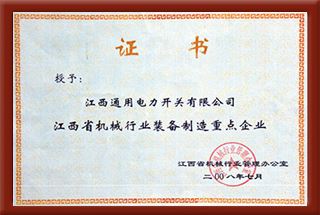 证书
授予：
江西通用电力开关有限公司
江西省机械行业装备制造重点企业
江西省机械行业管理办公室
二00八年七月